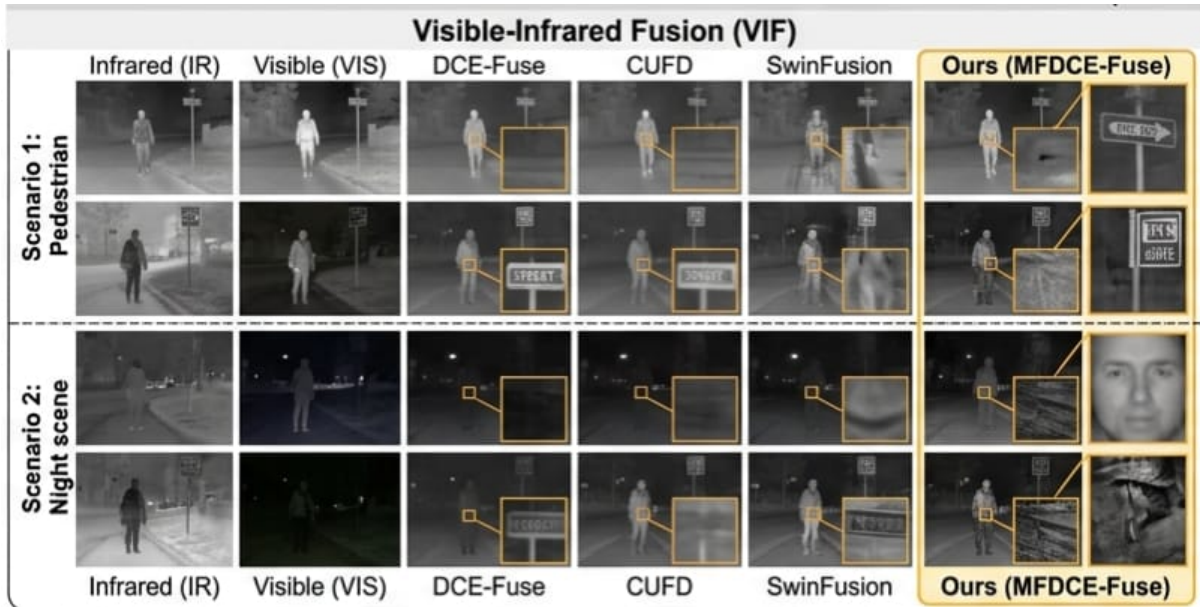 Visible-Infrared Fusion (VIF)
Infrared (IR) Visible (VIS) DCE-Fuse CUFD SwinFusion Ours (MFDCE-Fuse)
Scenario 1:
Pedestrian
Scenario 2:
Night scene
Infrared (IR) Visible (VIS) DCE-Fuse CUFD SwinFusion Ours (MFDCE-Fuse)